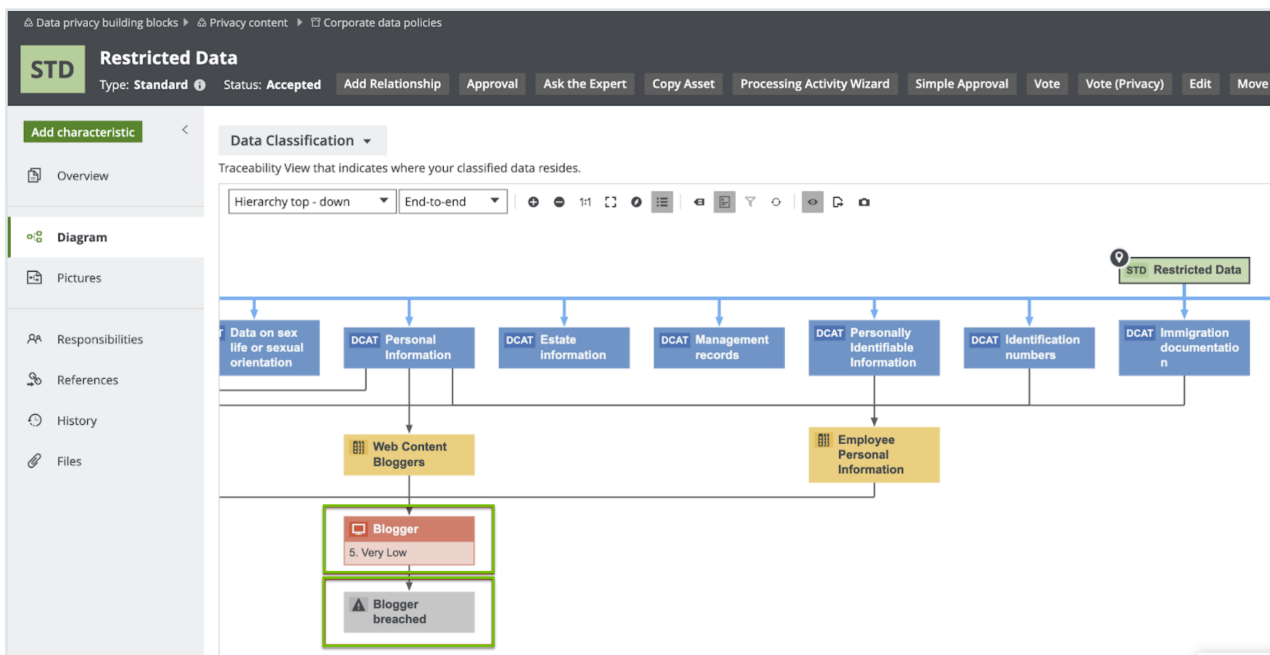 Data privacy building blocks
Privacy content
Corporate data policies
STD
Restricted Data
Type: Standard
Status: Accepted
Add Relationship
Approval
Ask the Expert
Copy Asset
Processing Activity Wizard
Simple Approval
Vote
Vote (Privacy)
Edit
Move
Add characteristic
Overview
Diagram
Pictures
Responsibilities
References
History
Files
Data Classification
Traceability View that indicates where your classified data resides.
Hierarchy top - down
End-to-end
1:1
STD Restricted Data
T Data on sex
life or sexual
orientation
DCAT Personal
Information
DCAT Estate
information
DCAT Management
records
DCAT Personally
Identifiable
Information
DCAT Identification
numbers
DCAT Immigration
documentatio
n
Web Content
Bloggers
Employee
Personal
Information
Blogger
5. Very Low
Blogger
breached